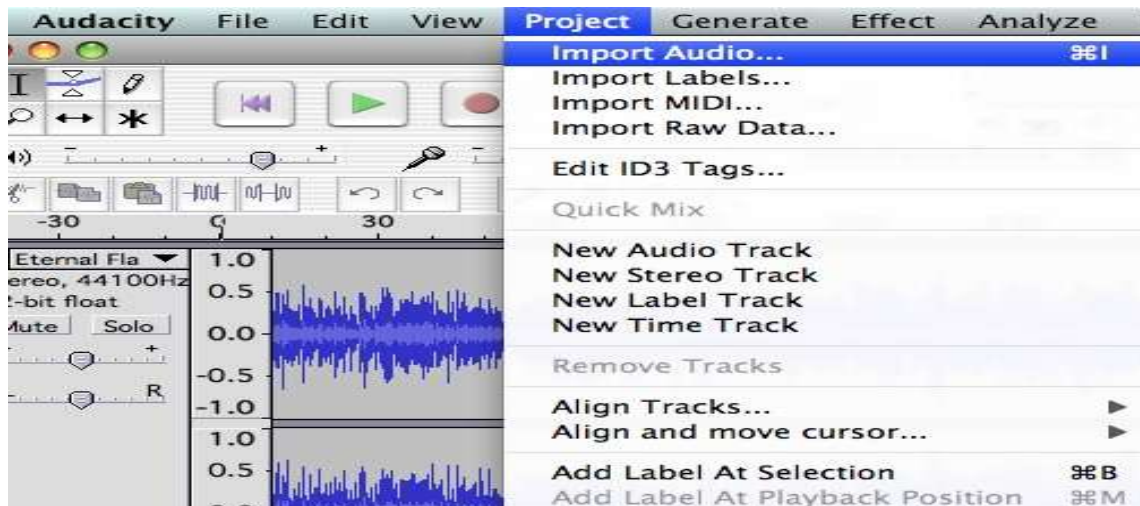 Audacity File Edit View Project Generate Effect Analyze
Import Audio... ⌘I
Import Labels...
Import MIDI...
Import Raw Data...
Edit ID3 Tags...
Quick Mix
New Audio Track
New Stereo Track
New Label Track
New Time Track
Remove Tracks
Align Tracks...
Align and move cursor...
Add Label At Selection ⌘B
Add Label At Playback Position ⌘M
- +
-
-30 0 30
Eternal Fla
ereo, 44100Hz
-bit float
Mute Solo
+
R
1.0
0.5
0.0
-0.5
-1.0
1.0
0.5